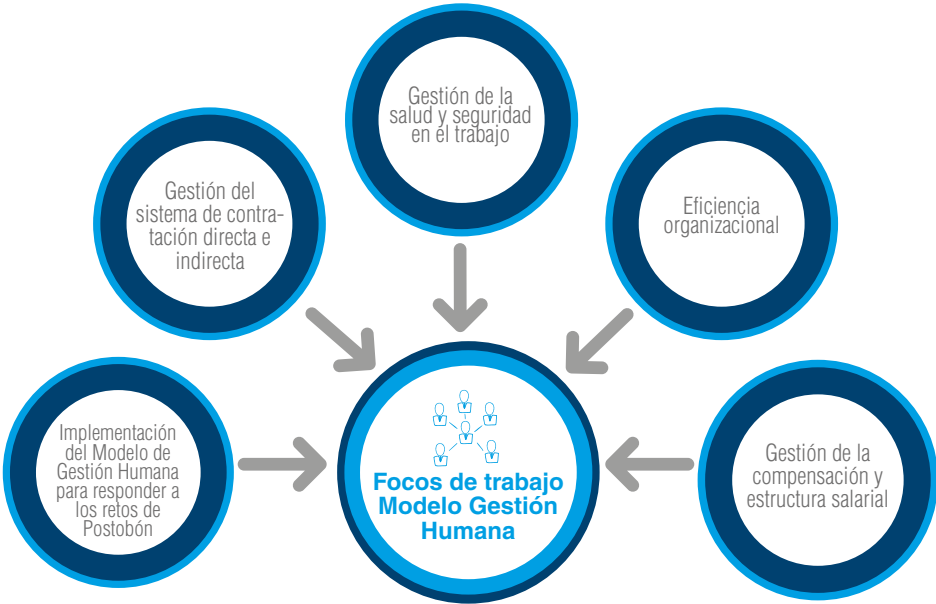 Gestión de la
salud y seguridad
en el trabajo
Gestión del
sistema de contra-
tación directa e
indirecta
Eficiencia
organizacional
Implementación
del Modelo de
Gestión Humana
para responder a
los retos de
Postobón
Focos de trabajo
Modelo Gestión
Humana
Gestión de la
compensación y
estructura salarial